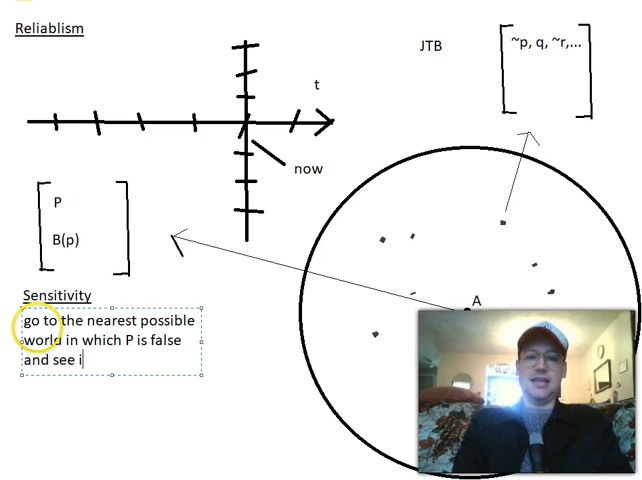 Reliablism
JTB
~p, q, ~r,...
t
now
P
B(p)
Sensitivity
go to the nearest possible
world in which P is false
and see i
A